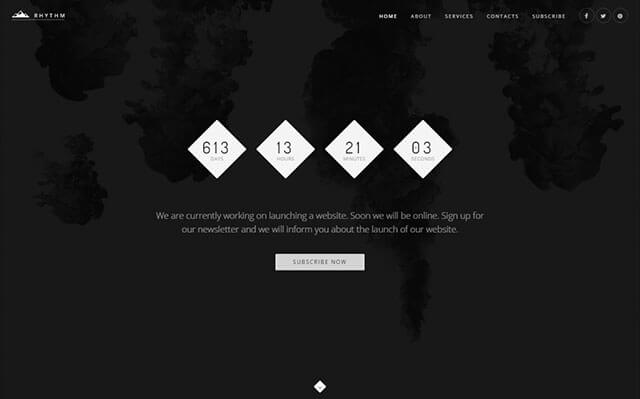 RHYTHM
HOME ABOUT SERVICES CONTACTS SUBSCRIBE
613 13 21 03
DAYS HOURS MINUTES SECONDS
We are currently working on launching a website. Soon we will be online. Sign up for
our newsletter and we will inform you about the launch of our website.
SUBSCRIBE NOW